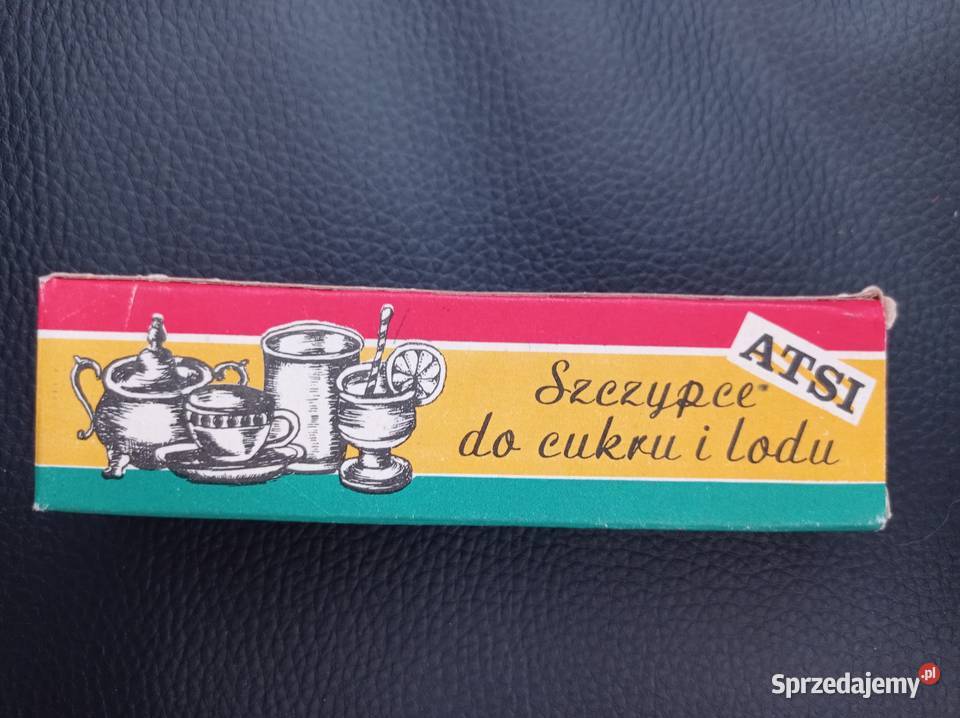 ATSI
Szczypce
do cukru i lodu
Sprzedajemy.pl